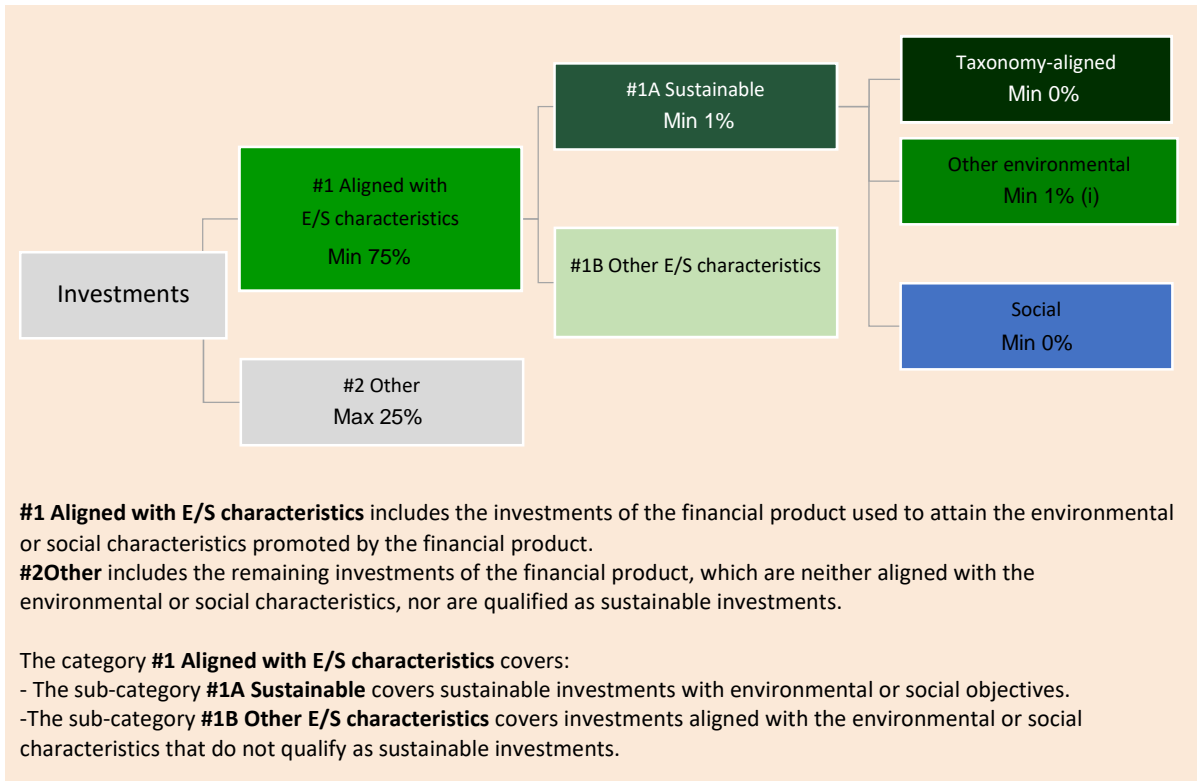 Taxonomy-aligned
Min 0%
#1A Sustainable
Min 1%
Other environmental
Min 1% (i)
#1 Aligned with
E/S characteristics
Min 75%
#1B Other E/S characteristics
Investments
Social
Min 0%
#2 Other
Max 25%
#1 Aligned with E/S characteristics includes the investments of the financial product used to attain the environmental
or social characteristics promoted by the financial product.
#2Other includes the remaining investments of the financial product, which are neither aligned with the
environmental or social characteristics, nor are qualified as sustainable investments.
The category #1 Aligned with E/S characteristics covers:
- The sub-category #1A Sustainable covers sustainable investments with environmental or social objectives.
-The sub-category #1B Other E/S characteristics covers investments aligned with the environmental or social
characteristics that do not qualify as sustainable investments.